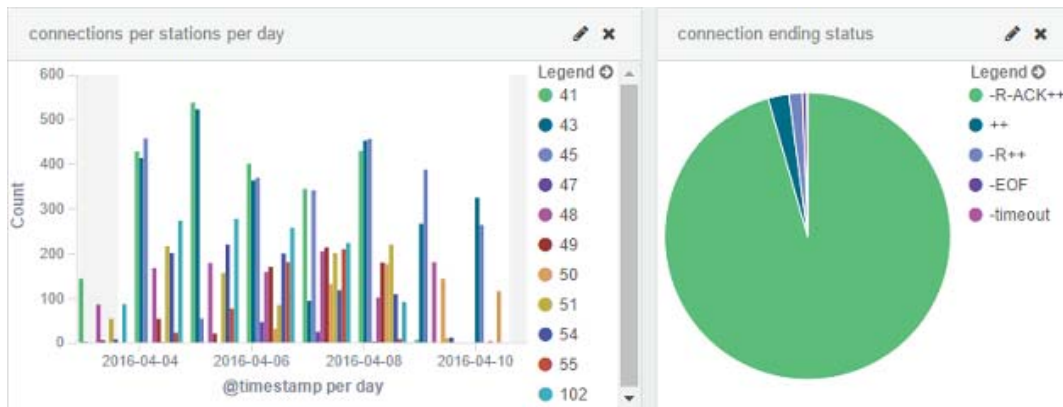 connections per stations per day
600
500
400
300
200
100
0
Count
2016-04-04
2016-04-06
2016-04-08
2016-04-10
@timestamp per day
Legend
41
43
45
47
48
49
50
51
54
55
102
connection ending status
Legend
-R-ACK++
++
-R++
-EOF
-timeout